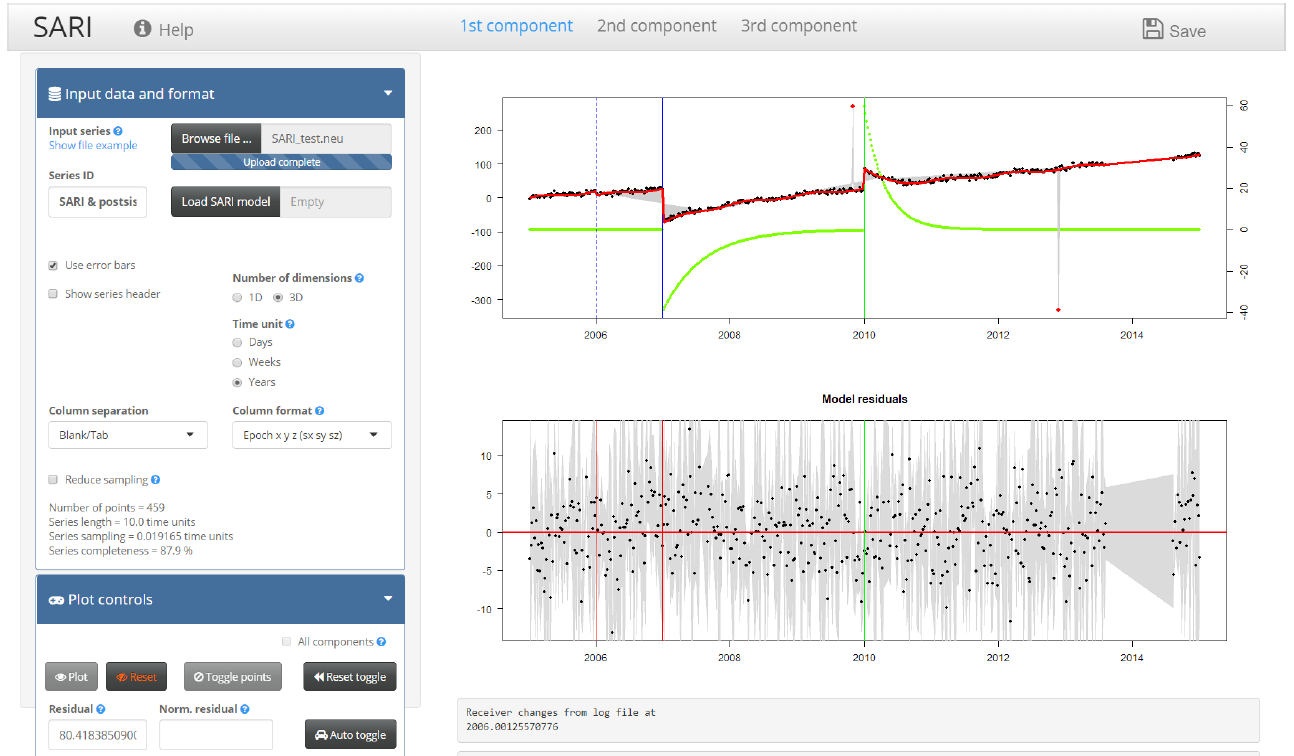 SARI
Help
1st component
2nd component
3rd component
Save
Input data and format
Input series
Show file example
Browse file ...
SARI_test.neu
Upload complete
Series ID
SARI & postsis
Load SARI model
Empty
Use error bars
Show series header
Number of dimensions
1D
3D
Time unit
Days
Weeks
Years
Column separation
Column format
Blank/Tab
Epoch x y z (sx sy sz)
Reduce sampling
Number of points = 459
Series length = 10.0 time units
Series sampling = 0.019165 time units
Series completeness = 87.9 %
Plot controls
All components
Plot
Reset
Toggle points
Reset toggle
Residual
Norm. residual
80.4183850900
Auto toggle
200
100
0
-100
-200
-300
60
40
20
0
-20
-40
2006
2008
2010
2012
2014
Model residuals
10
5
0
-5
-10
2006
2008
2010
2012
2014
Receiver changes from log file at
2006.00125570776